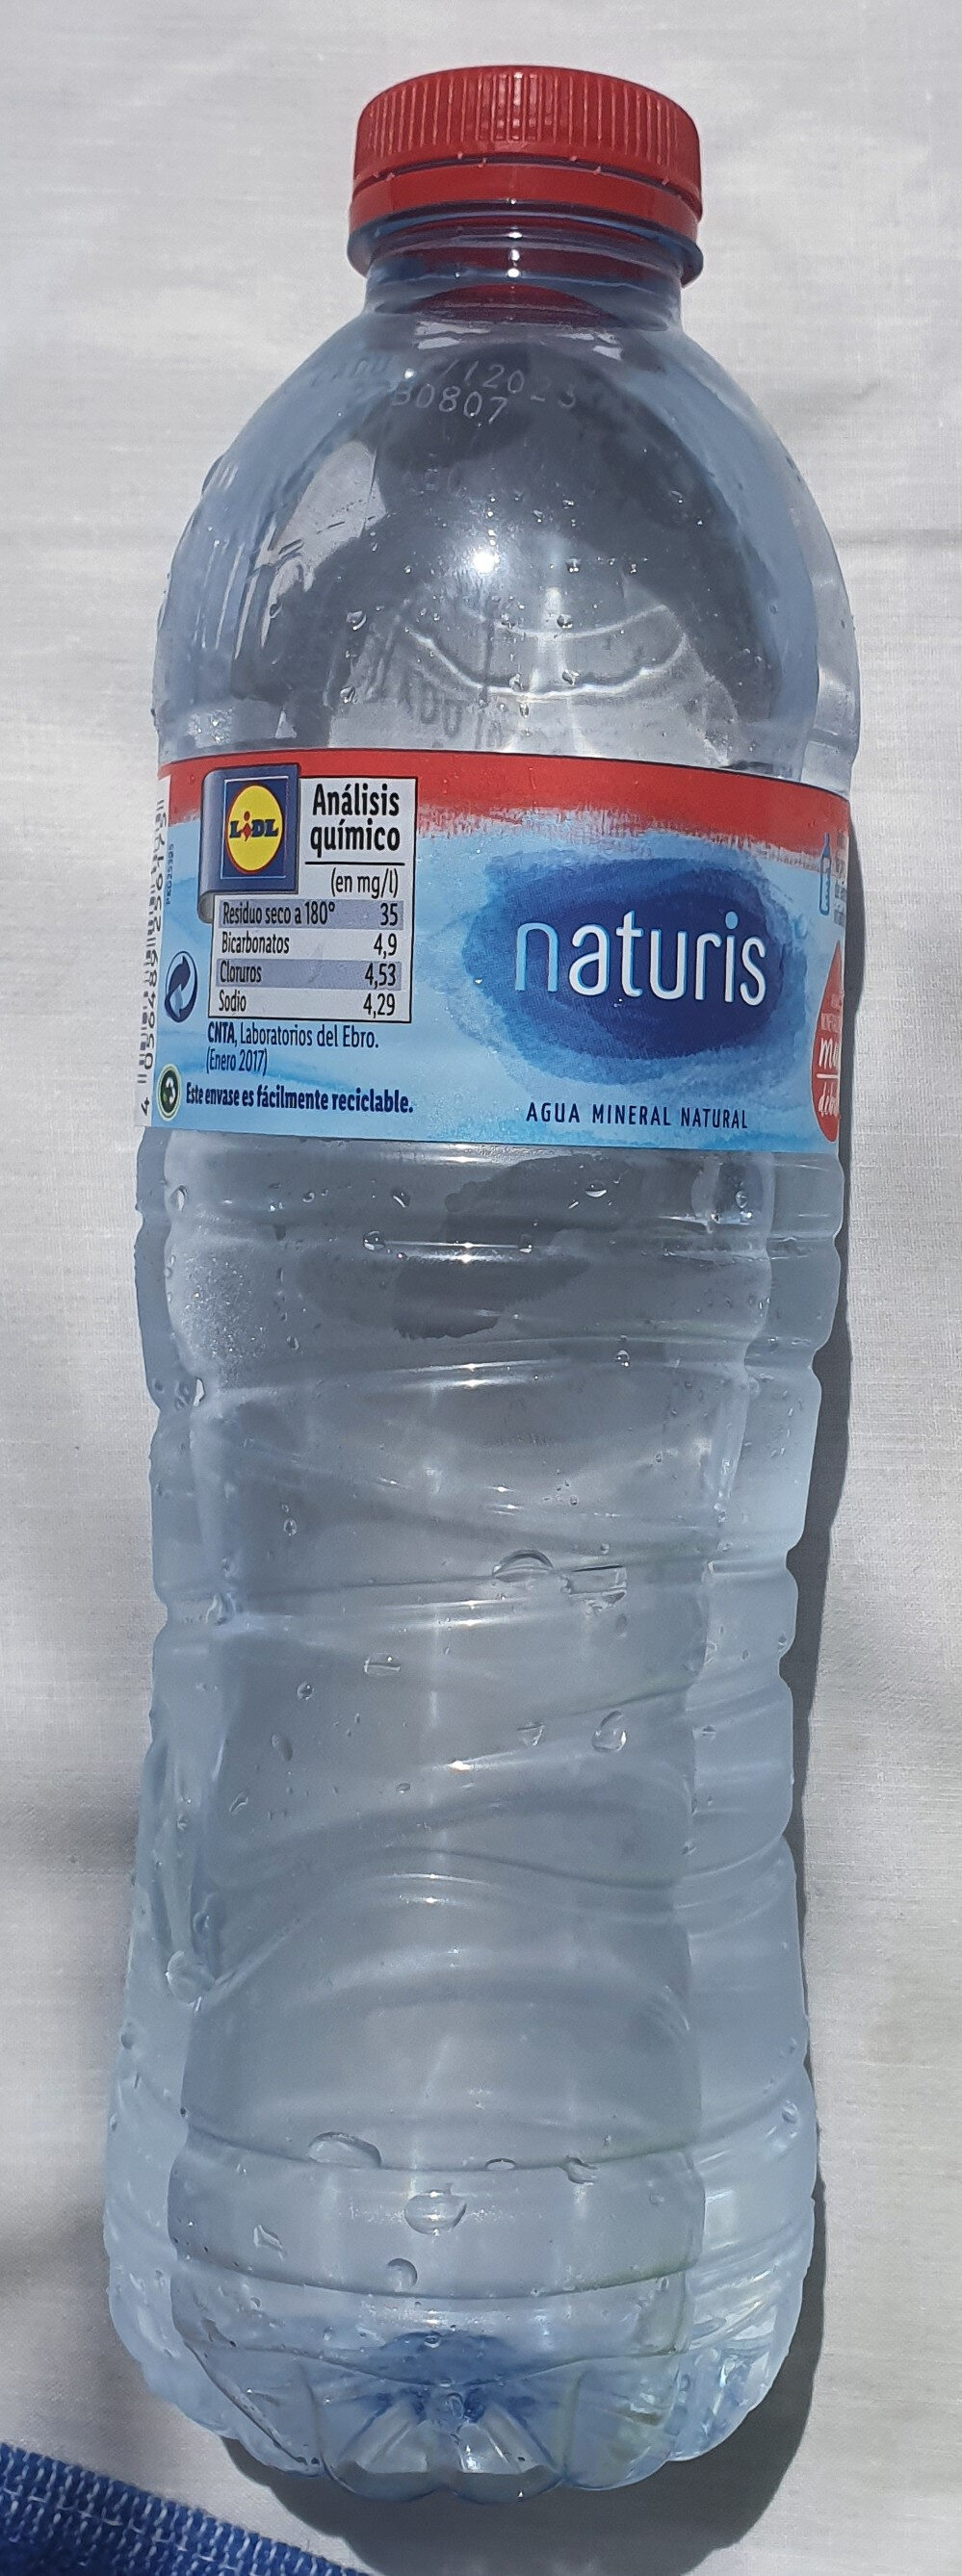 30807
LiDL
Análisis
químico
(en mg/l)
Residuo seco a 180° 35
Bicarbonatos 4,9
Cloruros 4,53
Sodio 4,29
CNTA, Laboratorios del Ebro.
(Enero 2017)
Este envase es fácilmente reciclable.
naturis
AGUA MINERAL NATURAL